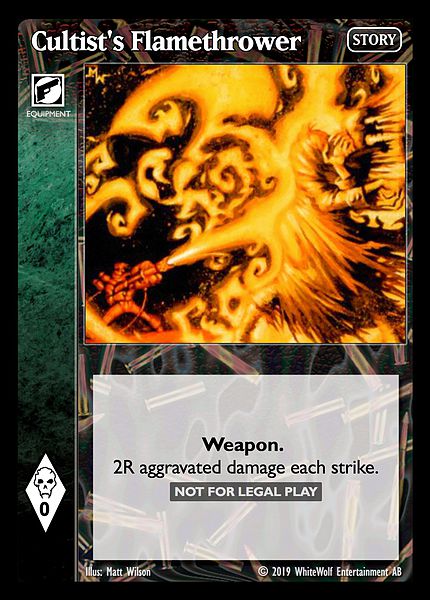 Cultist's Flamethrower
STORY
EQUIPMENT
MW
Weapon.
2R aggravated damage each strike.
NOT FOR LEGAL PLAY
0
Illus: Matt Wilson
© 2019 WhiteWolf Entertainment AB